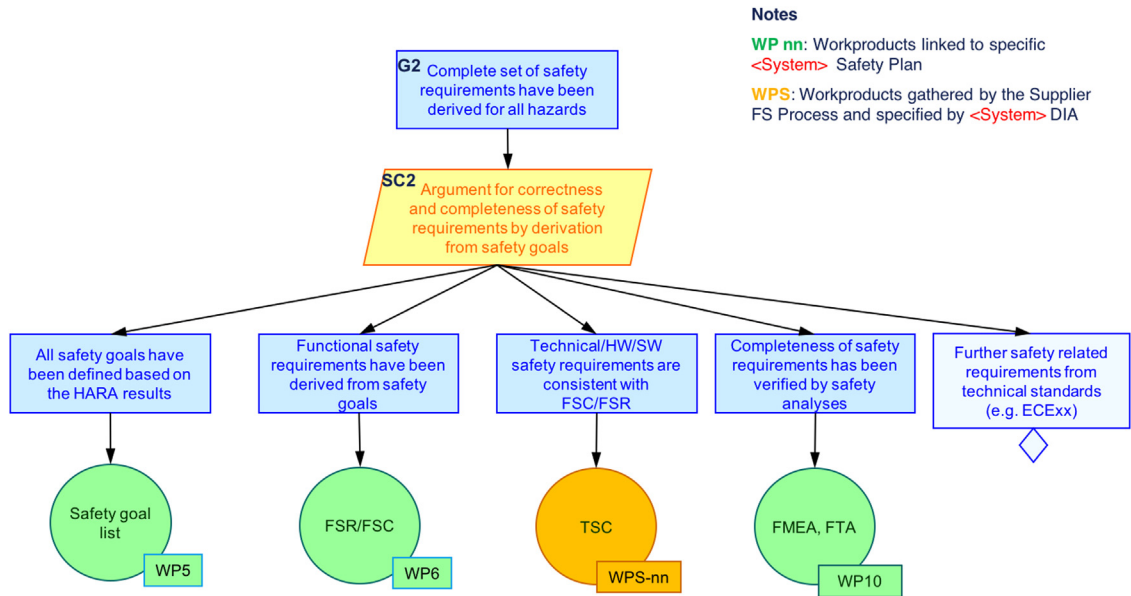 Notes
WP nn: Workproducts linked to specific
<System> Safety Plan
WPS: Workproducts gathered by the Supplier
FS Process and specified by <System> DIA
G2
Complete set of safety
requirements have been
derived for all hazards
SC2
Argument for correctness
and completeness of safety
requirements by derivation
from safety goals
All safety goals have
been defined based on
the HARA results
Functional safety
requirements have been
derived from safety
goals
Technical/HW/SW
safety requirements are
consistent with
FSC/FSR
Completeness of safety
requirements has been
verified by safety
analyses
Further safety related
requirements from
technical standards
(e.g. ECExx)
Safety goal
list
WP5
FSR/FSC
WP6
TSC
WPS-nn
FMEA, FTA
WP10